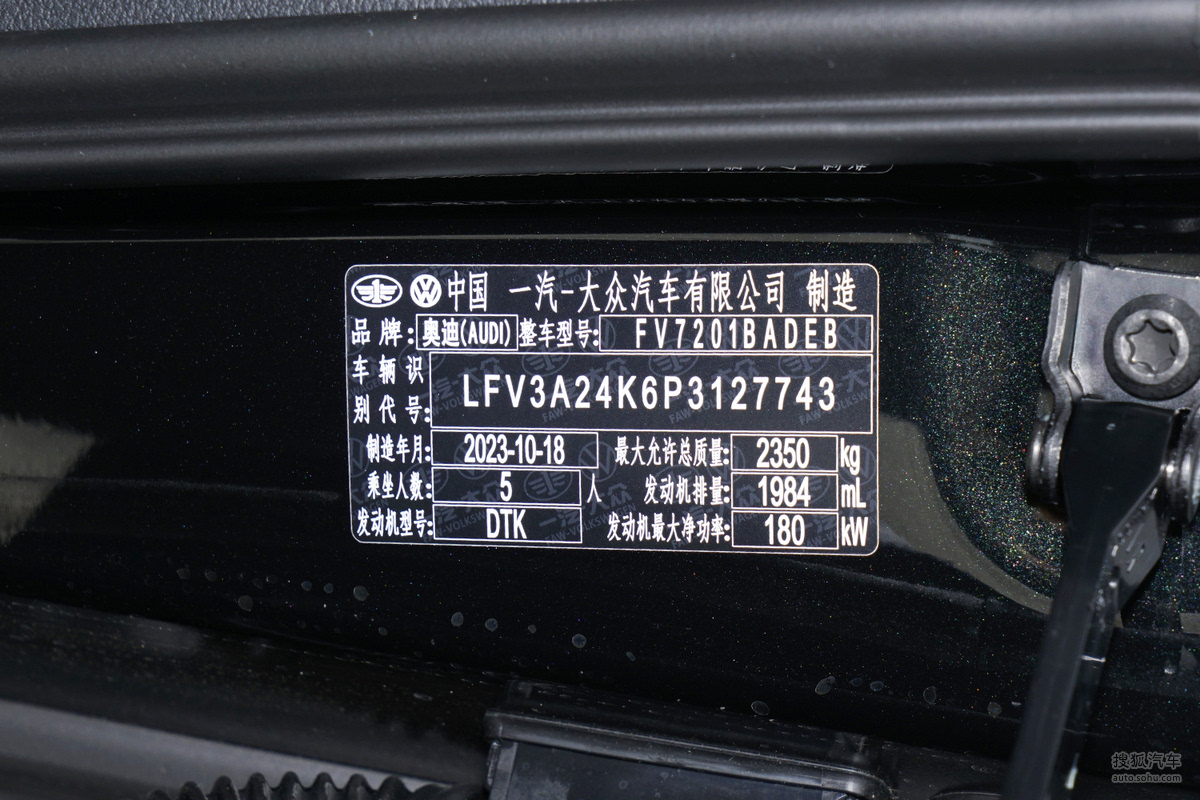 中国 一汽-大众汽车有限公司 制造
品牌: 奥迪(AUDI) 整车型号: FV7201BADEB
车辆识别代号: LFV3A24K6P3127743
制造年月: 2023-10-18 最大允许总质量: 2350 kg
乘坐人数: 5 人 发动机排量: 1984 mL
发动机型号: DTK 发动机最大净功率: 180 kW
搜狐汽车
auto.sohu.com